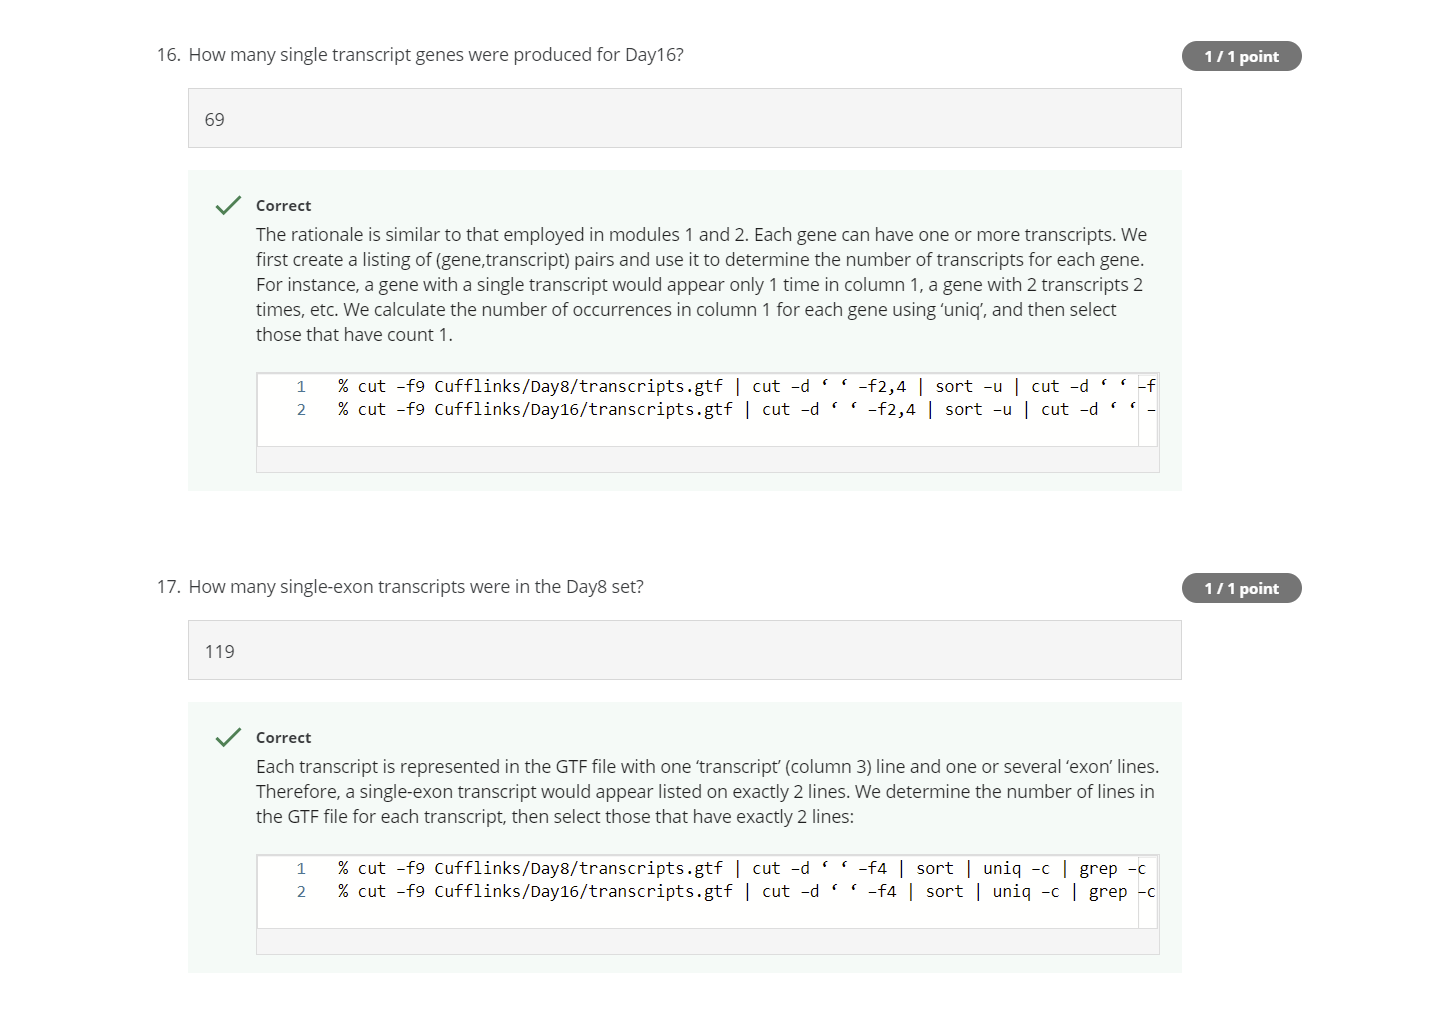 16. How many single transcript genes were produced for Day16?
1 / 1 point
69
Correct
The rationale is similar to that employed in modules 1 and 2. Each gene can have one or more transcripts. We
first create a listing of (gene,transcript) pairs and use it to determine the number of transcripts for each gene.
For instance, a gene with a single transcript would appear only 1 time in column 1, a gene with 2 transcripts 2
times, etc. We calculate the number of occurrences in column 1 for each gene using ‘uniq’, and then select
those that have count 1.
1 % cut –f9 Cufflinks/Day8/transcripts.gtf | cut –d ‘ ‘ –f2,4 | sort –u | cut –d ‘ ‘ –f
2 % cut –f9 Cufflinks/Day16/transcripts.gtf | cut –d ‘ ‘ –f2,4 | sort –u | cut –d ‘ ‘ –
17. How many single-exon transcripts were in the Day8 set?
1 / 1 point
119
Correct
Each transcript is represented in the GTF file with one ‘transcript’ (column 3) line and one or several ‘exon’ lines.
Therefore, a single-exon transcript would appear listed on exactly 2 lines. We determine the number of lines in
the GTF file for each transcript, then select those that have exactly 2 lines:
1 % cut –f9 Cufflinks/Day8/transcripts.gtf | cut –d ‘ ‘ –f4 | sort | uniq –c | grep –c
2 % cut –f9 Cufflinks/Day16/transcripts.gtf | cut –d ‘ ‘ –f4 | sort | uniq –c | grep –c